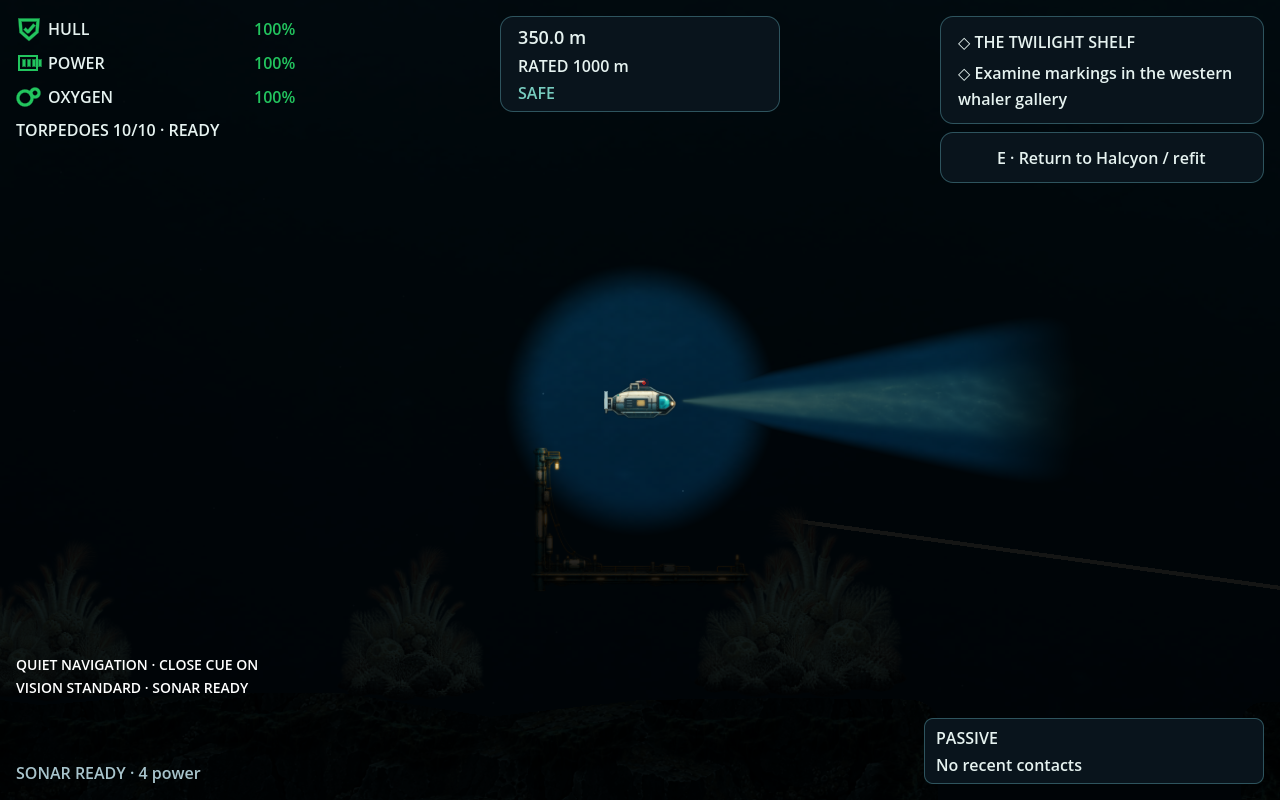 HULL 100%
POWER 100%
OXYGEN 100%
TORPEDOES 10/10 · READY
350.0 m
RATED 1000 m
SAFE
◇ THE TWILIGHT SHELF
◇ Examine markings in the western
whaler gallery
E · Return to Halcyon / refit
QUIET NAVIGATION · CLOSE CUE ON
VISION STANDARD · SONAR READY
SONAR READY · 4 power
PASSIVE
No recent contacts